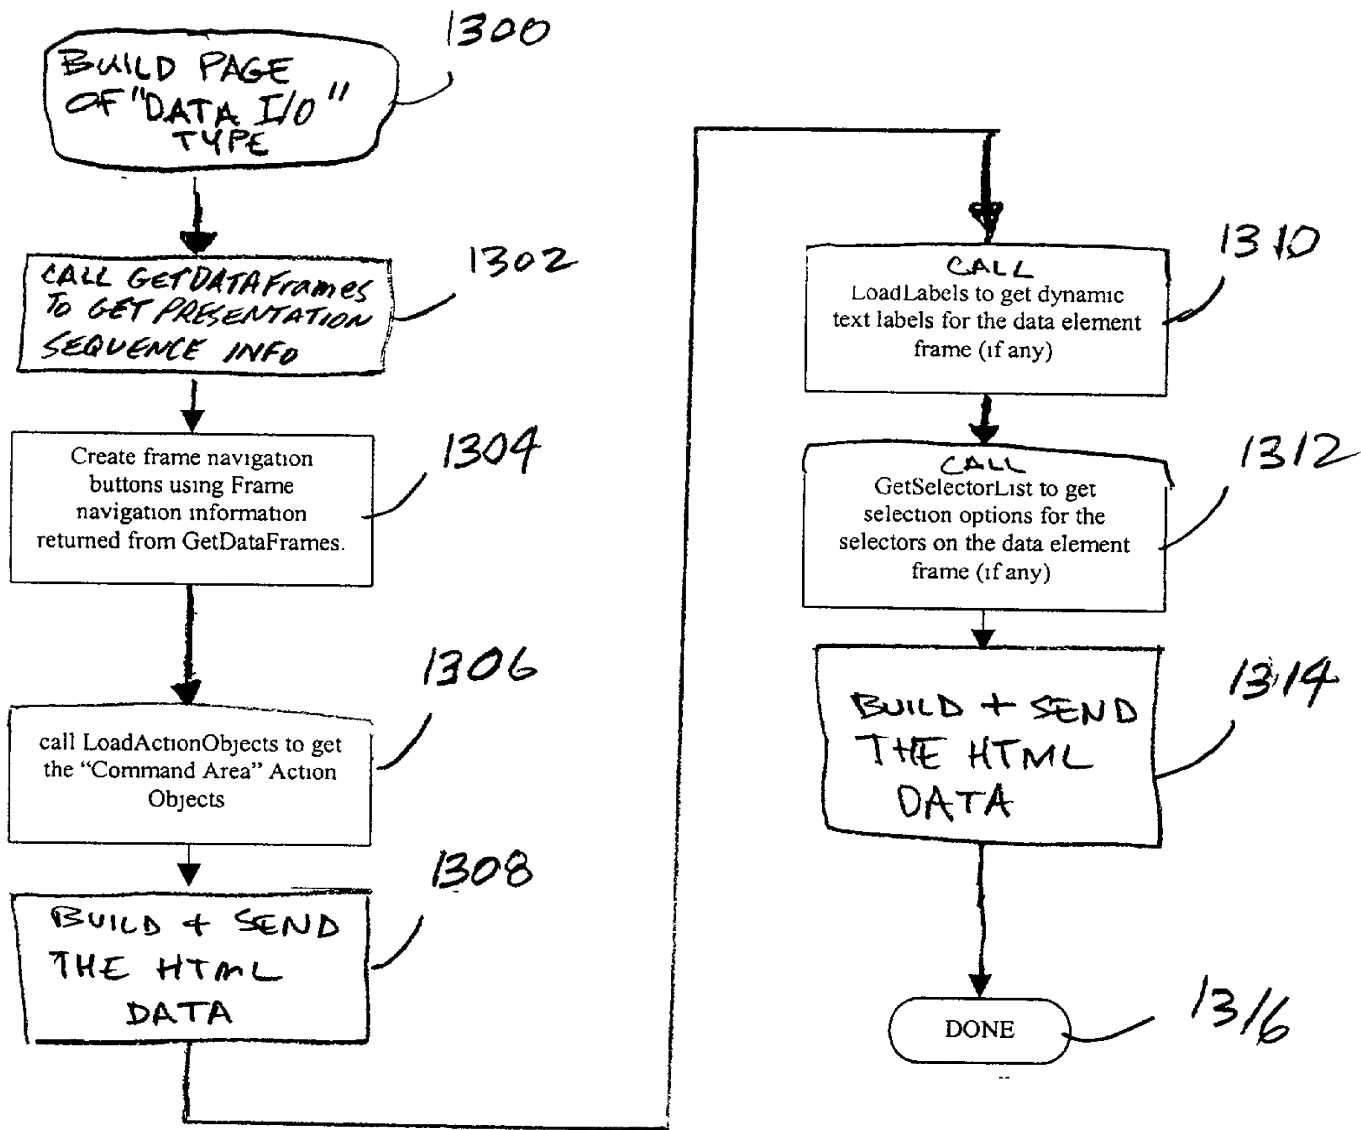 1300
BUILD PAGE
OF "DATA I/O"
TYPE
1302
CALL GETDATAFrames
TO GET PRESENTATION
SEQUENCE INFO
1304
Create frame navigation
buttons using Frame
navigation information
returned from GetDataFrames.
1306
call LoadActionObjects to get
the “Command Area” Action
Objects
1308
BUILD + SEND
THE HTML
DATA
1310
CALL
LoadLabels to get dynamic
text labels for the data element
frame (if any)
1312
CALL
GetSelectorList to get
selection options for the
selectors on the data element
frame (if any)
1314
BUILD + SEND
THE HTML
DATA
DONE
1316